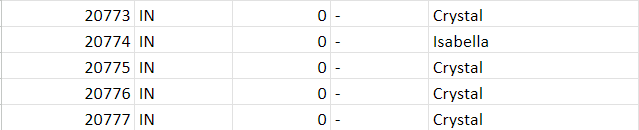 20773 IN 0 - Crystal
20774 IN 0 - Isabella
20775 IN 0 - Crystal
20776 IN 0 - Crystal
20777 IN 0 - Crystal